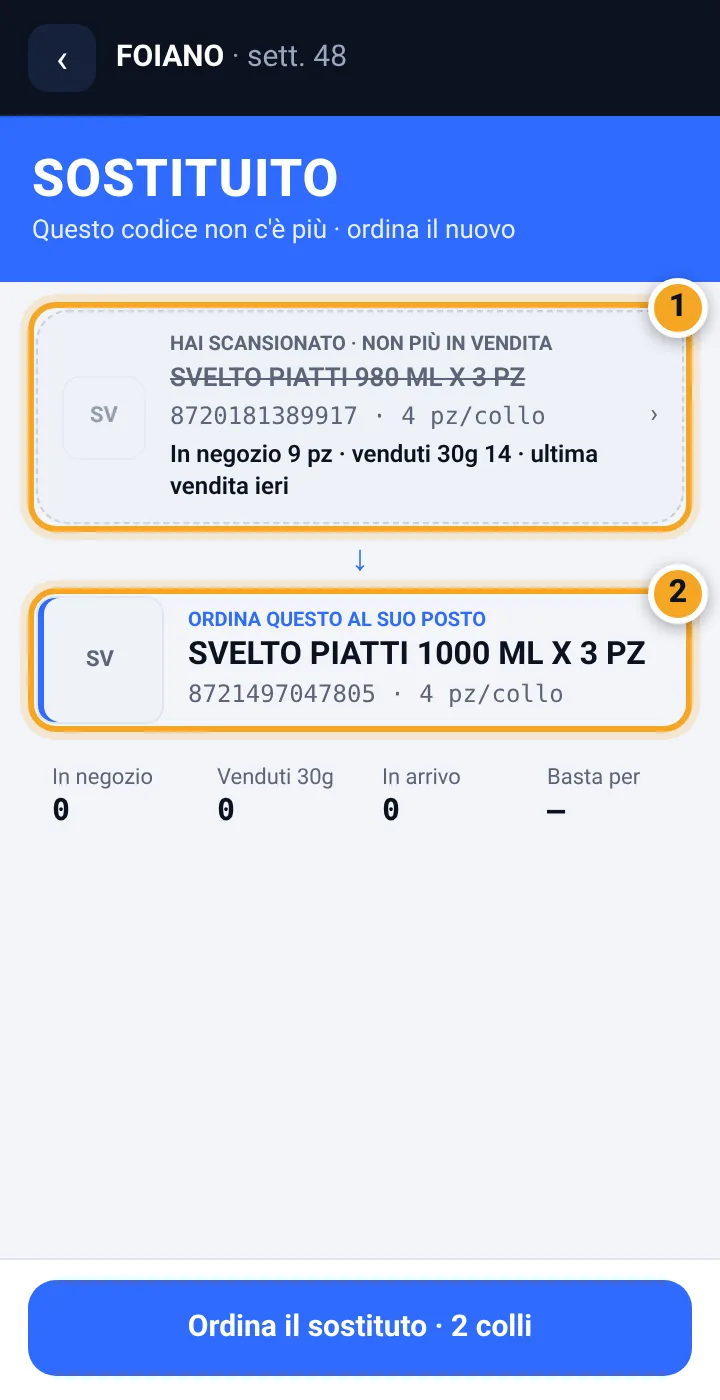 ‹ FOIANO · sett. 48
SOSTITUITO
Questo codice non c'è più · ordina il nuovo
1
HAI SCANSIONATO · NON PIÙ IN VENDITA
SV
SVELTO PIATTI 980 ML X 3 PZ
8720181389917 · 4 pz/collo ›
In negozio 9 pz · venduti 30g 14 · ultima
vendita ieri
↓
2
ORDINA QUESTO AL SUO POSTO
SV
SVELTO PIATTI 1000 ML X 3 PZ
8721497047805 · 4 pz/collo
In negozio Venduti 30g In arrivo Basta per
0 0 0 –
Ordina il sostituto · 2 colli